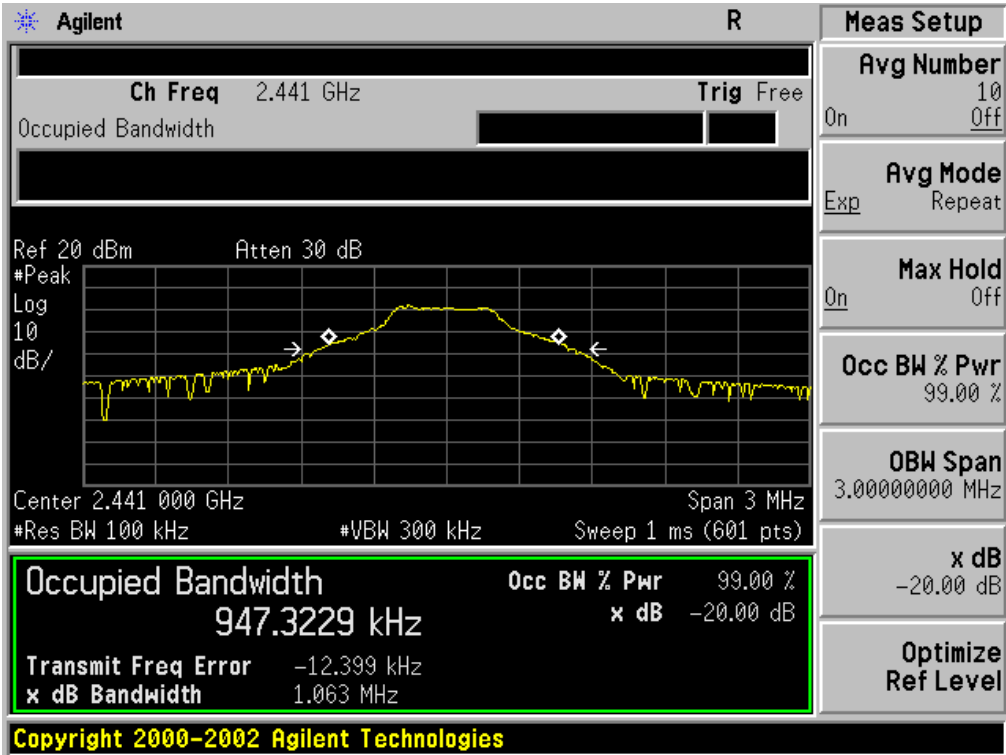 Agilent R
Ch Freq 2.441 GHz Trig Free
Occupied Bandwidth
Ref 20 dBm Atten 30 dB
#Peak
Log
10
dB/
Center 2.441 000 GHz Span 3 MHz
#Res BW 100 kHz #VBW 300 kHz Sweep 1 ms (601 pts)
Occupied Bandwidth
947.3229 kHz
Occ BW % Pwr 99.00 %
x dB -20.00 dB
Transmit Freq Error -12.399 kHz
x dB Bandwidth 1.063 MHz
Copyright 2000-2002 Agilent Technologies
Meas Setup
Avg Number
10
On Off
Avg Mode
Exp Repeat
Max Hold
On Off
Occ BW % Pwr
99.00 %
OBW Span
3.00000000 MHz
x dB
-20.00 dB
Optimize
Ref Level